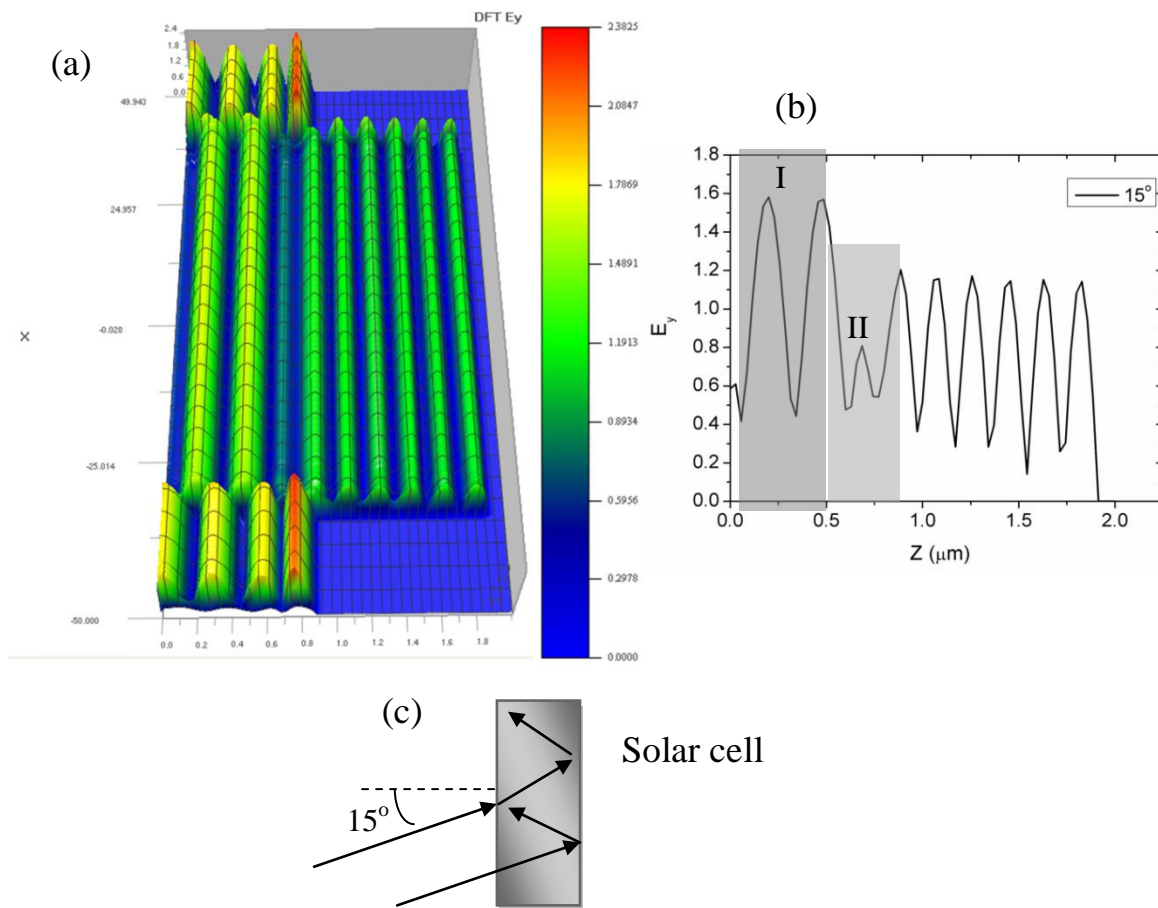 (a)
DFT Ey
2.4
1.8
1.2
0.6
0.0
49.943
24.957
-0.028
-25.014
-50.000
x
0.0 0.2 0.4 0.6 0.8 1.0 1.2 1.4 1.6 1.8
2.3825
2.0847
1.7869
1.4891
1.1913
0.8934
0.5956
0.2978
0.0000
(b)
1.8
1.6
1.4
1.2
1.0
0.8
0.6
0.4
0.2
0.0
E_y
I
II
15°
0.0 0.5 1.0 1.5 2.0
Z (μm)
(c)
Solar cell
15°